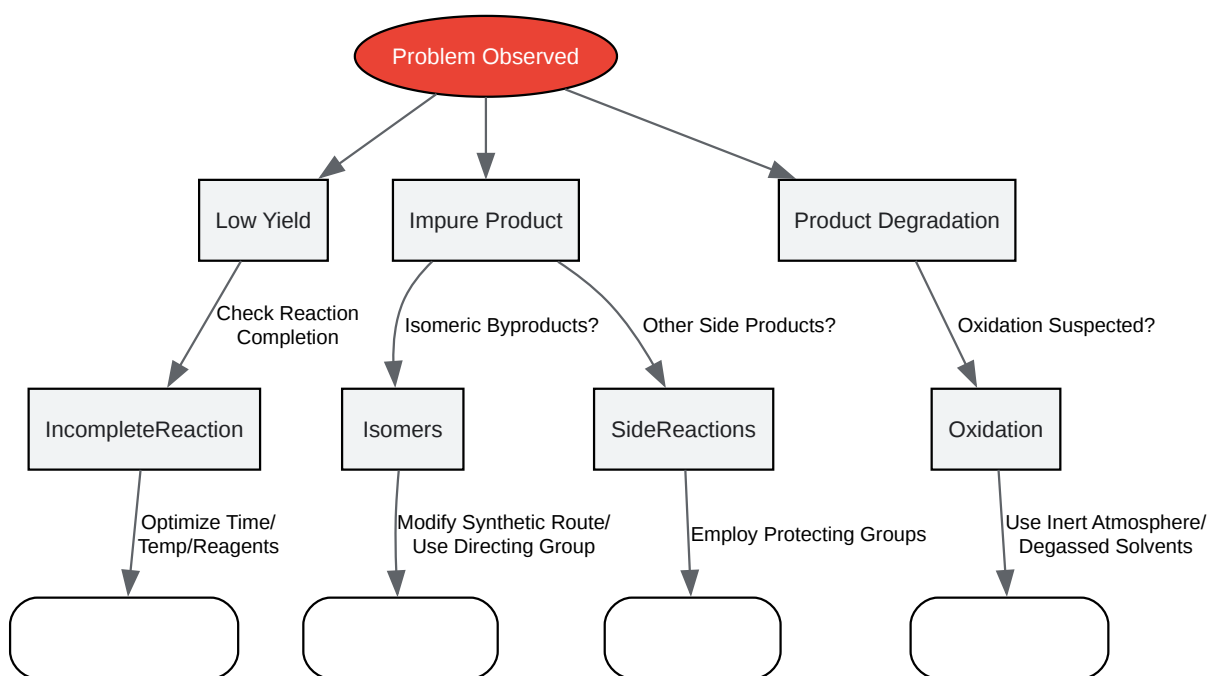 Problem Observed
Low Yield
Impure Product
Product Degradation
Check Reaction
Completion
Isomeric Byproducts?
Other Side Products?
Oxidation Suspected?
IncompleteReaction
Isomers
SideReactions
Oxidation
Optimize Time/
Temp/Reagents
Modify Synthetic Route/
Use Directing Group
Employ Protecting Groups
Use Inert Atmosphere/
Degassed Solvents